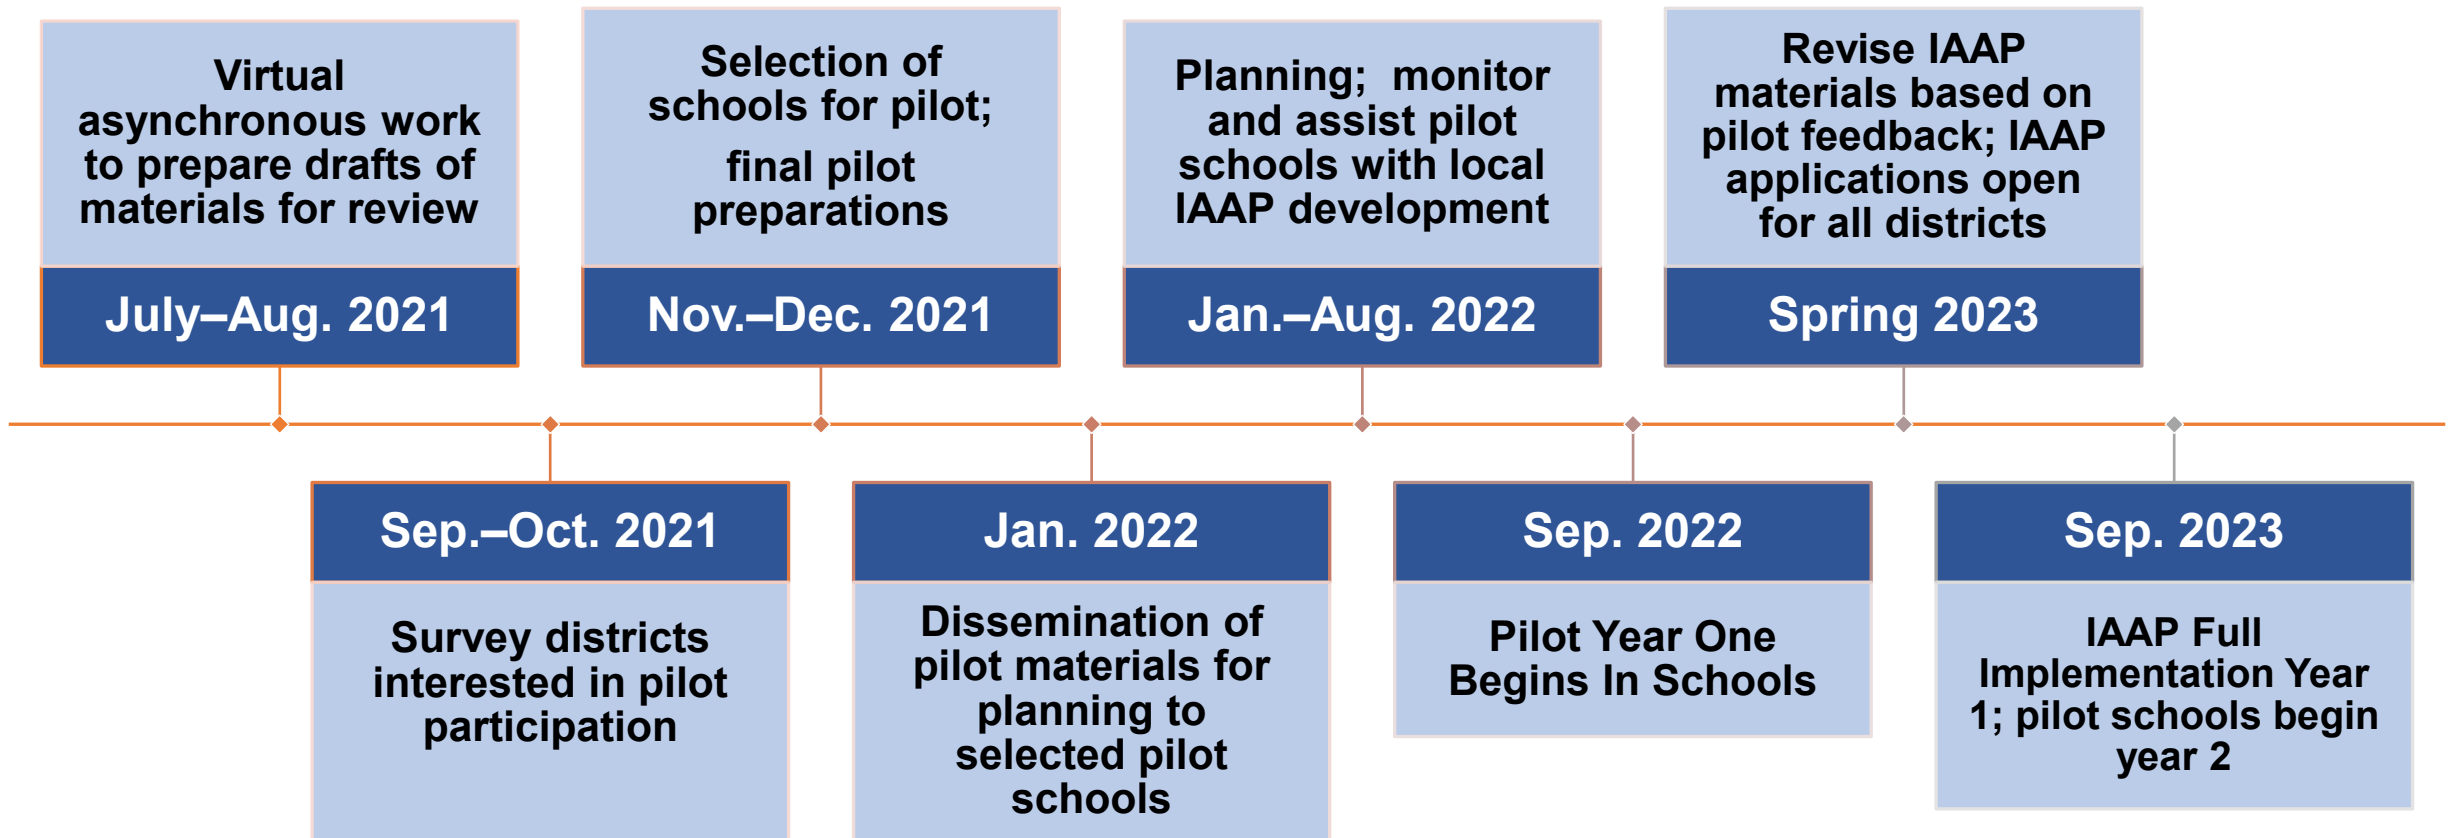 Virtual
asynchronous work
to prepare drafts of
materials for review
July–Aug. 2021
Sep.–Oct. 2021
Survey districts
interested in pilot
participation
Selection of
schools for pilot;
final pilot
preparations
Nov.–Dec. 2021
Jan. 2022
Dissemination of
pilot materials for
planning to
selected pilot
schools
Planning;  monitor
and assist pilot
schools with local
IAAP development
Jan.–Aug. 2022
Sep. 2022
Pilot Year One
Begins In Schools
Revise IAAP
materials based on
pilot feedback; IAAP
applications open
for all districts
Spring 2023
Sep. 2023
IAAP Full
Implementation Year
1; pilot schools begin
year 2